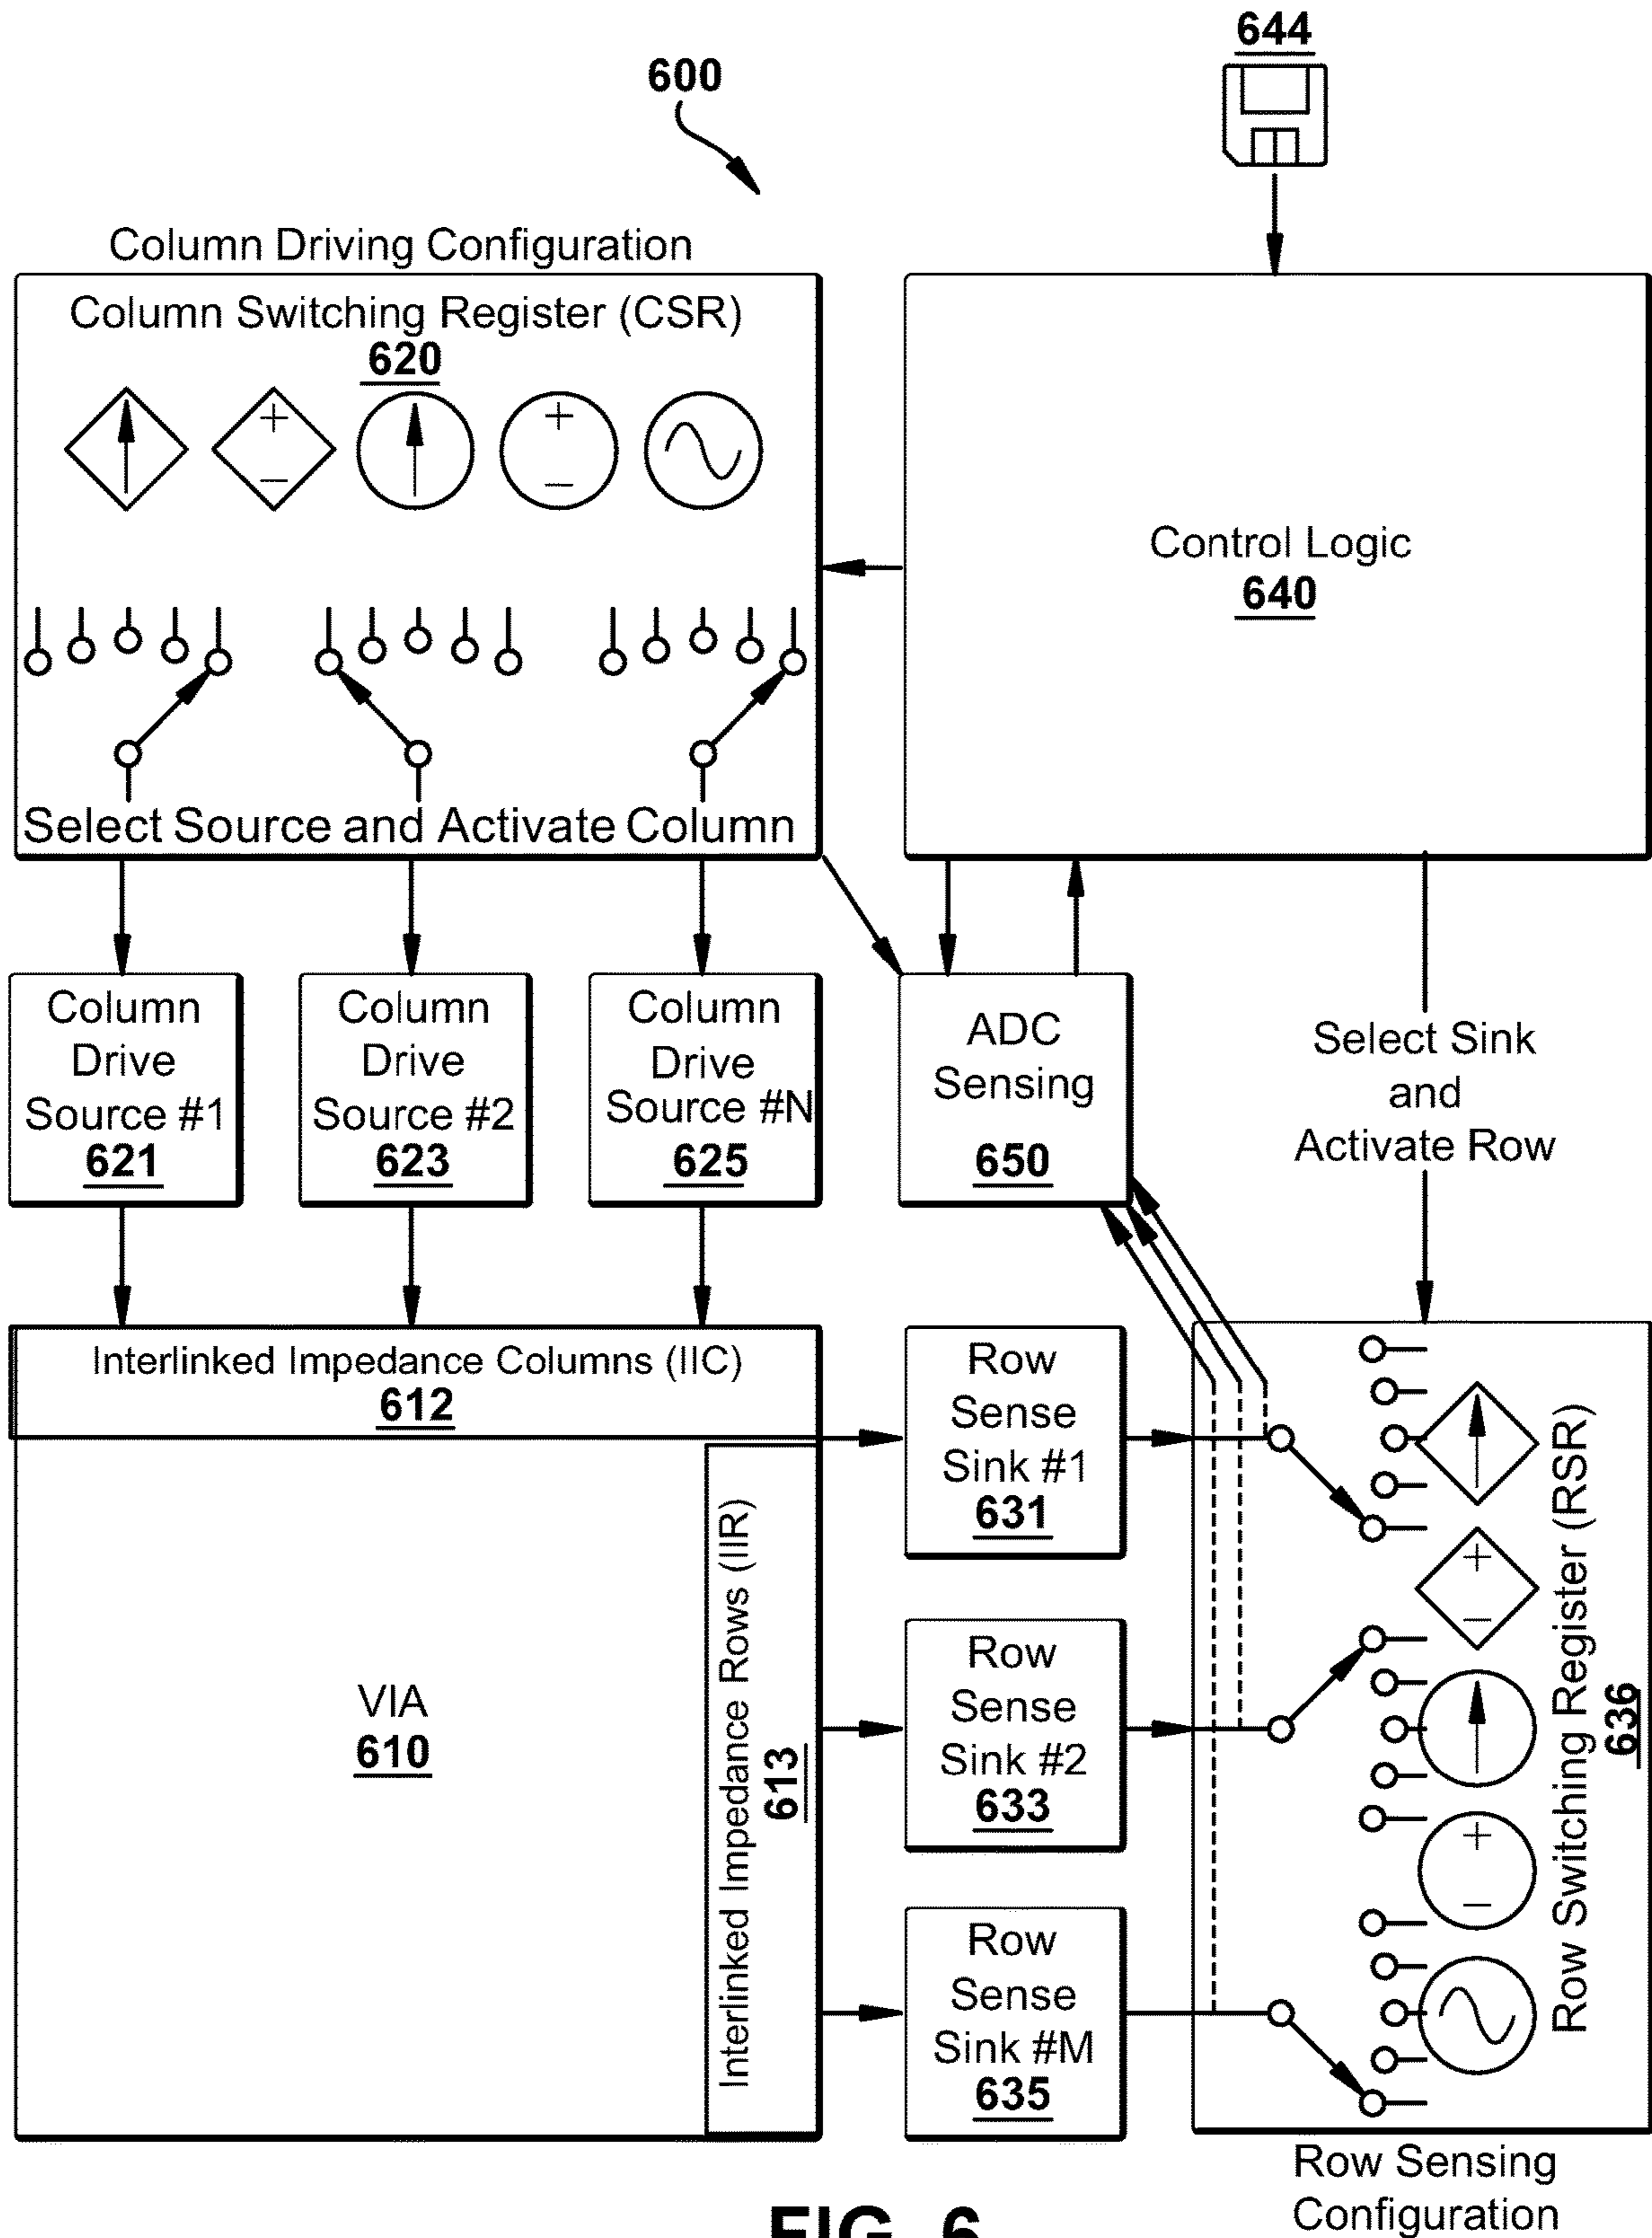 644
600
Column Driving Configuration
Column Switching Register (CSR)
620
+
−
+
−
Select Source and Activate Column
Control Logic
640
Column
Drive
Source #1
621
Column
Drive
Source #2
623
Column
Drive
Source #N
625
ADC
Sensing
650
Select Sink
and
Activate Row
Interlinked Impedance Columns (IIC)
612
VIA
610
Interlinked Impedance Rows (IIR)
613
Row
Sense
Sink #1
631
Row
Sense
Sink #2
633
Row
Sense
Sink #M
635
+
−
+
−
Row Switching Register (RSR)
636
Row Sensing
Configuration
FIG. 6